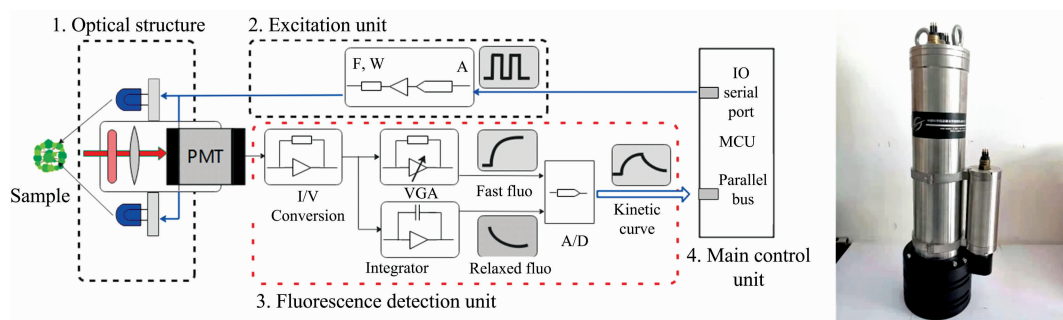 1. Optical structure
2. Excitation unit
F, W
A
IO
serial
port
MCU
Parallel
bus
PMT
Sample
I/V
Conversion
VGA
Fast fluo
Integrator
Relaxed fluo
A/D
Kinetic
curve
3. Fluorescence detection unit
4. Main control
unit